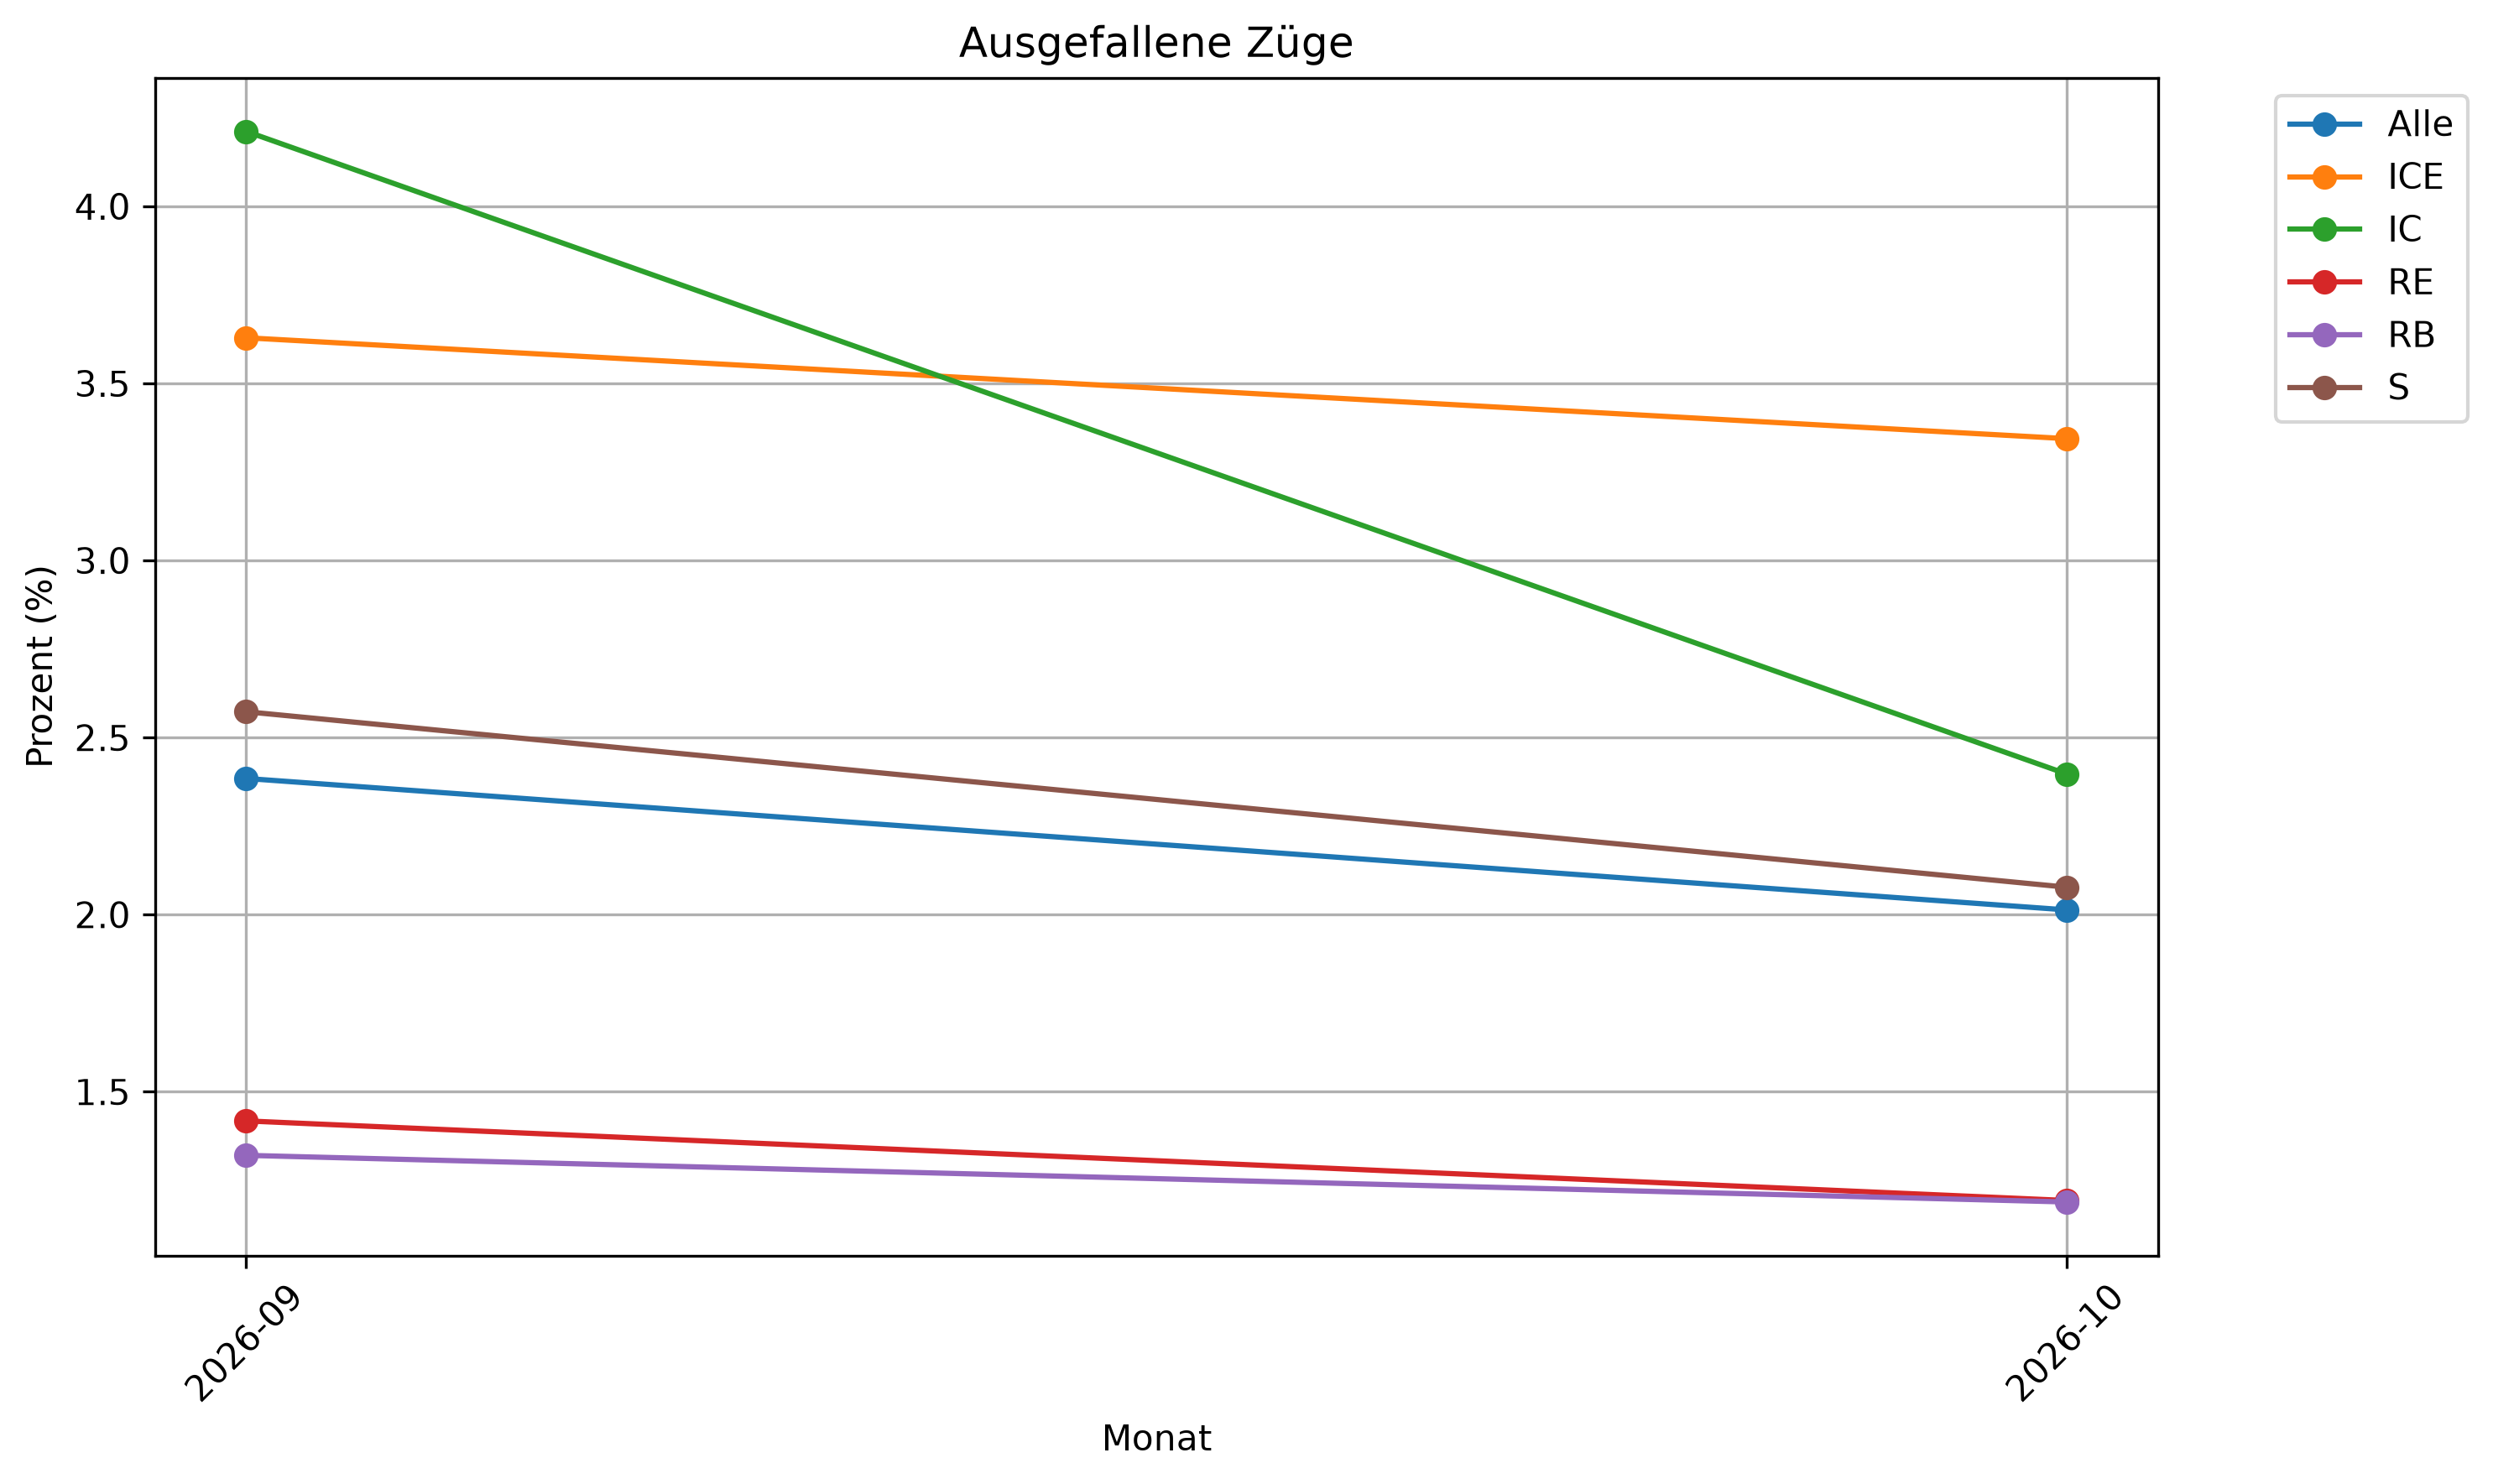 Ausgefallene Züge
Prozent (%)
4.0
3.5
3.0
2.5
2.0
1.5
2026-09
2026-10
Monat
Alle
ICE
IC
RE
RB
S